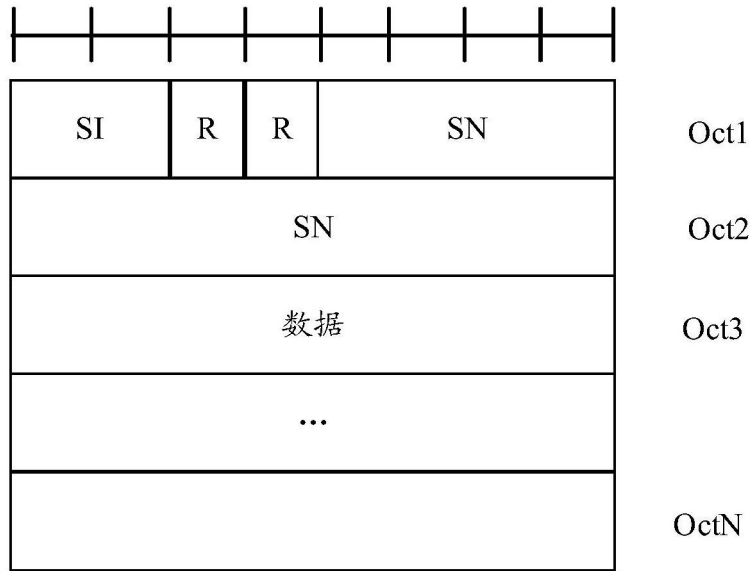 SI R R SN Oct1
SN Oct2
数据 Oct3
...
OctN